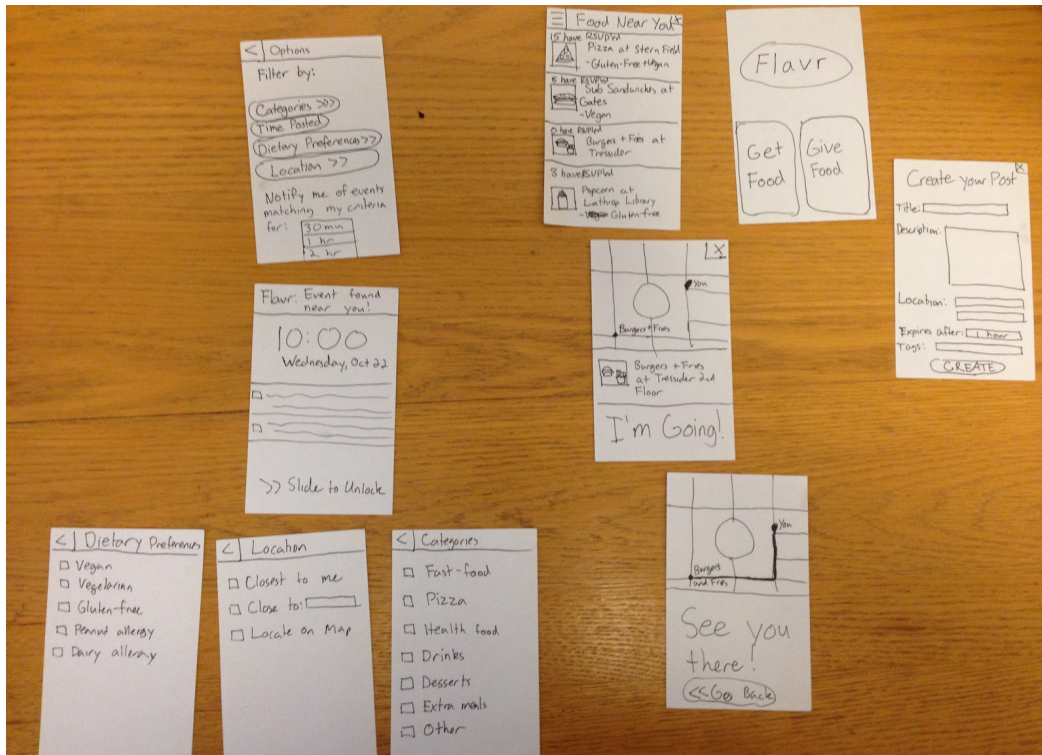 < Options
Filter by:
Categories >>>
Time Posted
Dietary Preferences >>
Location >>
Notify me of events
matching my criteria
for:
30 min
1 hr
2 hr
Food Near You X
15 have RSVP'ed
Pizza at Stern Field
-Gluten-Free + Vegan
5 have RSVP'ed
Sub Sandwiches at
Gates
-Vegan
0 have RSVP'ed
Burgers + Fries at
Tressider
3 have RSVP'ed
Popcorn at
Lathrop Library
- Gluten-free
Flavr
Get
Food
Give
Food
X
Create your Post
Title:
Description:
Location:
Expires after: 1 hour
Tags:
CREATE
Flavr: Event found
near you!
10:00
Wednesday, Oct 22
>> Slide to Unlock
X
You
Burgers + Fries
Burgers + Fries
at Tressider 2nd
Floor
I'm Going!
You
Burgers
and Fries
See you
there!
<< Go Back
< Dietary Preferences
Vegan
Vegetarian
Gluten-free
Peanut allergy
Dairy allergy
< Location
Closest to me
Close to:
Locate on Map
< Categories
Fast-food
Pizza
Health food
Drinks
Desserts
Extra meals
Other